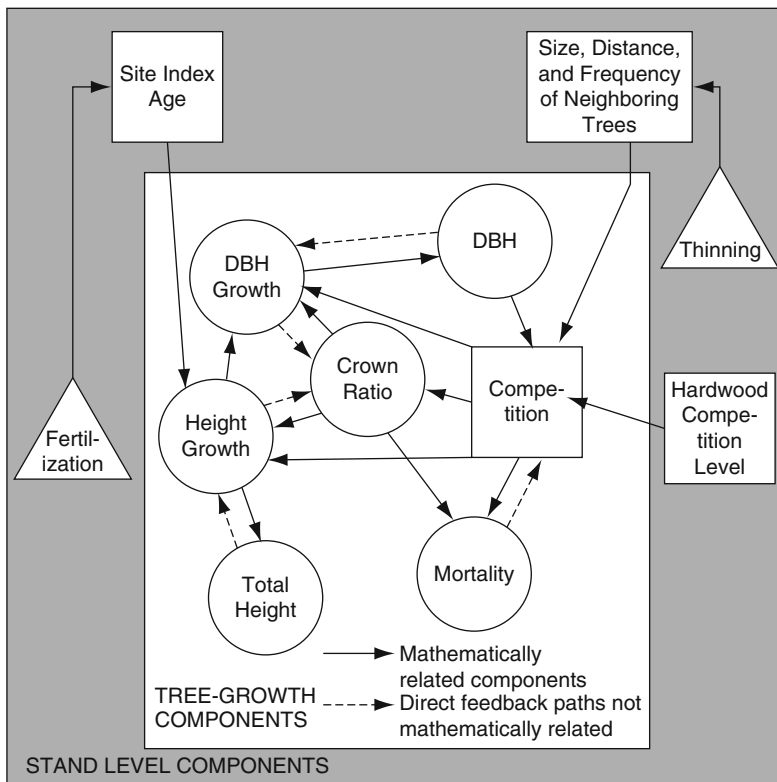 Site Index
Age
Size, Distance,
and Frequency
of Neighboring
Trees
DBH
Growth
DBH
Thinning
Crown
Ratio
Compe-
tition
Hardwood
Compe-
tition
Level
Height
Growth
Fertil-
ization
Total
Height
Mortality
Mathematically
related components
TREE-GROWTH
COMPONENTS
Direct feedback paths not
mathematically related
STAND LEVEL COMPONENTS